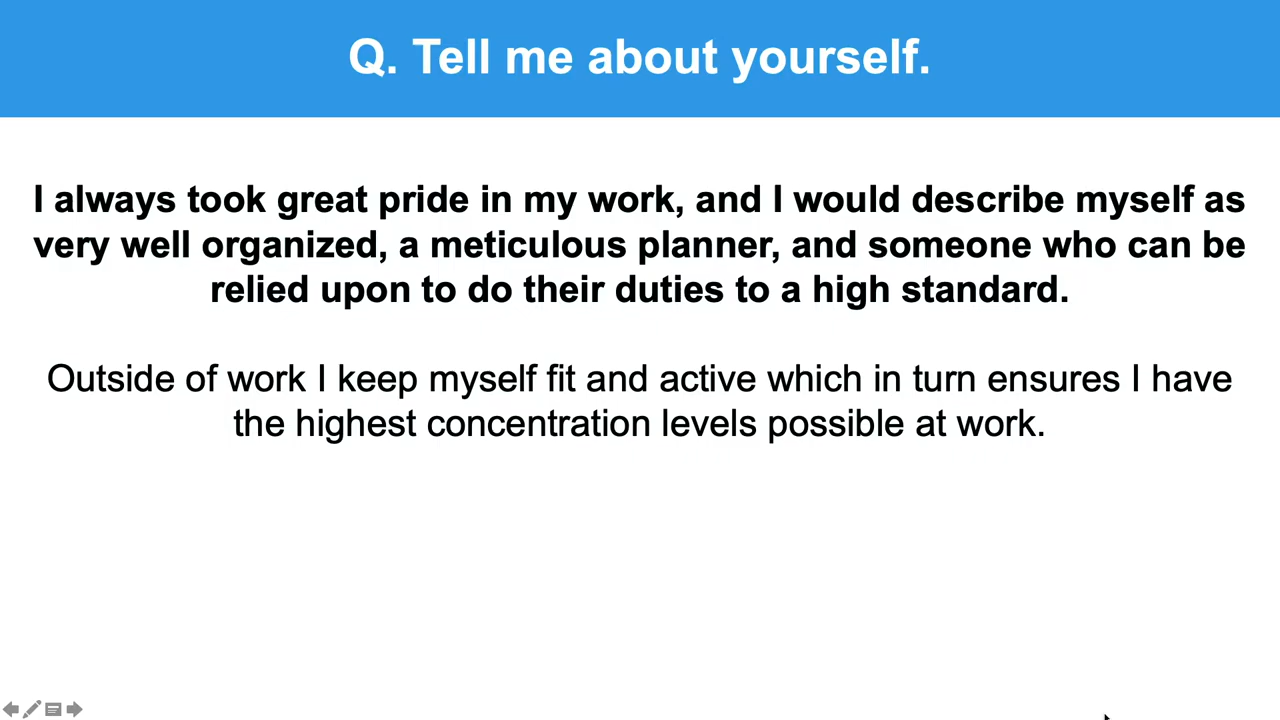 Q. Tell me about yourself.
I always took great pride in my work, and I would describe myself as
very well organized, a meticulous planner, and someone who can be
relied upon to do their duties to a high standard.
Outside of work I keep myself fit and active which in turn ensures I have
the highest concentration levels possible at work.